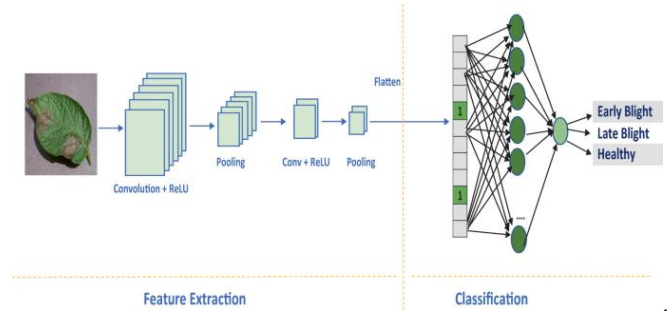 Flatten
1
1
Convolution + ReLU
Pooling
Conv + ReLU
Pooling
....
Early Blight
Late Blight
Healthy
Feature Extraction
Classification
.